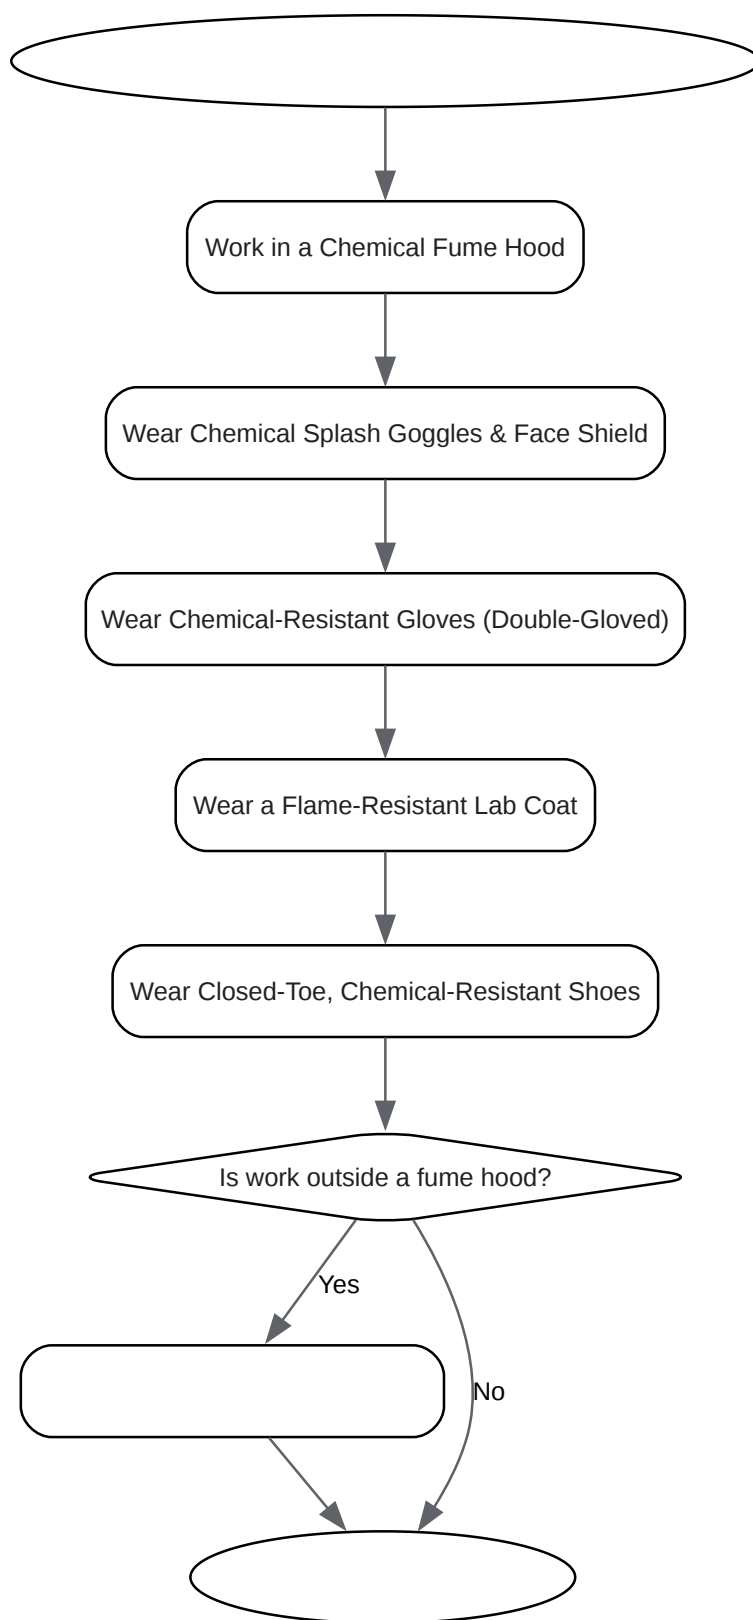 Work in a Chemical Fume Hood
Wear Chemical Splash Goggles & Face Shield
Wear Chemical-Resistant Gloves (Double-Gloved)
Wear a Flame-Resistant Lab Coat
Wear Closed-Toe, Chemical-Resistant Shoes
Is work outside a fume hood?
Yes
No